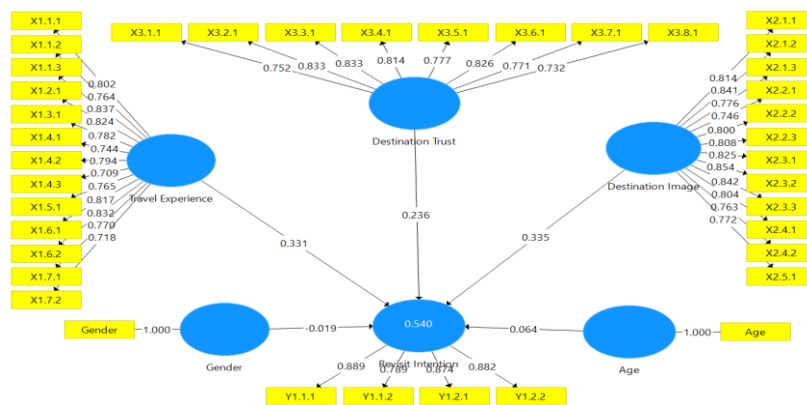 X1.1.1
X1.1.2
X1.1.3
X1.2.1
X1.3.1
X1.4.1
X1.4.2
X1.4.3
X1.5.1
X1.6.1
X1.6.2
X1.7.1
X1.7.2
0.802
0.764
0.837
0.824
0.782
0.744
0.794
0.709
0.765
0.817
0.832
0.770
0.718
Travel Experience
X3.1.1 X3.2.1 X3.3.1 X3.4.1 X3.5.1 X3.6.1 X3.7.1 X3.8.1
0.752 0.833 0.833 0.814 0.777 0.826 0.771 0.732
Destination Trust
X2.1.1
X2.1.2
X2.1.3
X2.2.1
X2.2.2
X2.2.3
X2.3.1
X2.3.2
X2.3.3
X2.4.1
X2.4.2
X2.5.1
0.814
0.841
0.776
0.746
0.800
0.808
0.825
0.854
0.842
0.804
0.763
0.772
Destination Image
0.331
0.236
0.335
Gender 1.000
Gender
-0.019
0.540
Revisit Intention
0.064
Age
1.000 Age
0.889 0.789 0.874 0.882
Y1.1.1 Y1.1.2 Y1.2.1 Y1.2.2